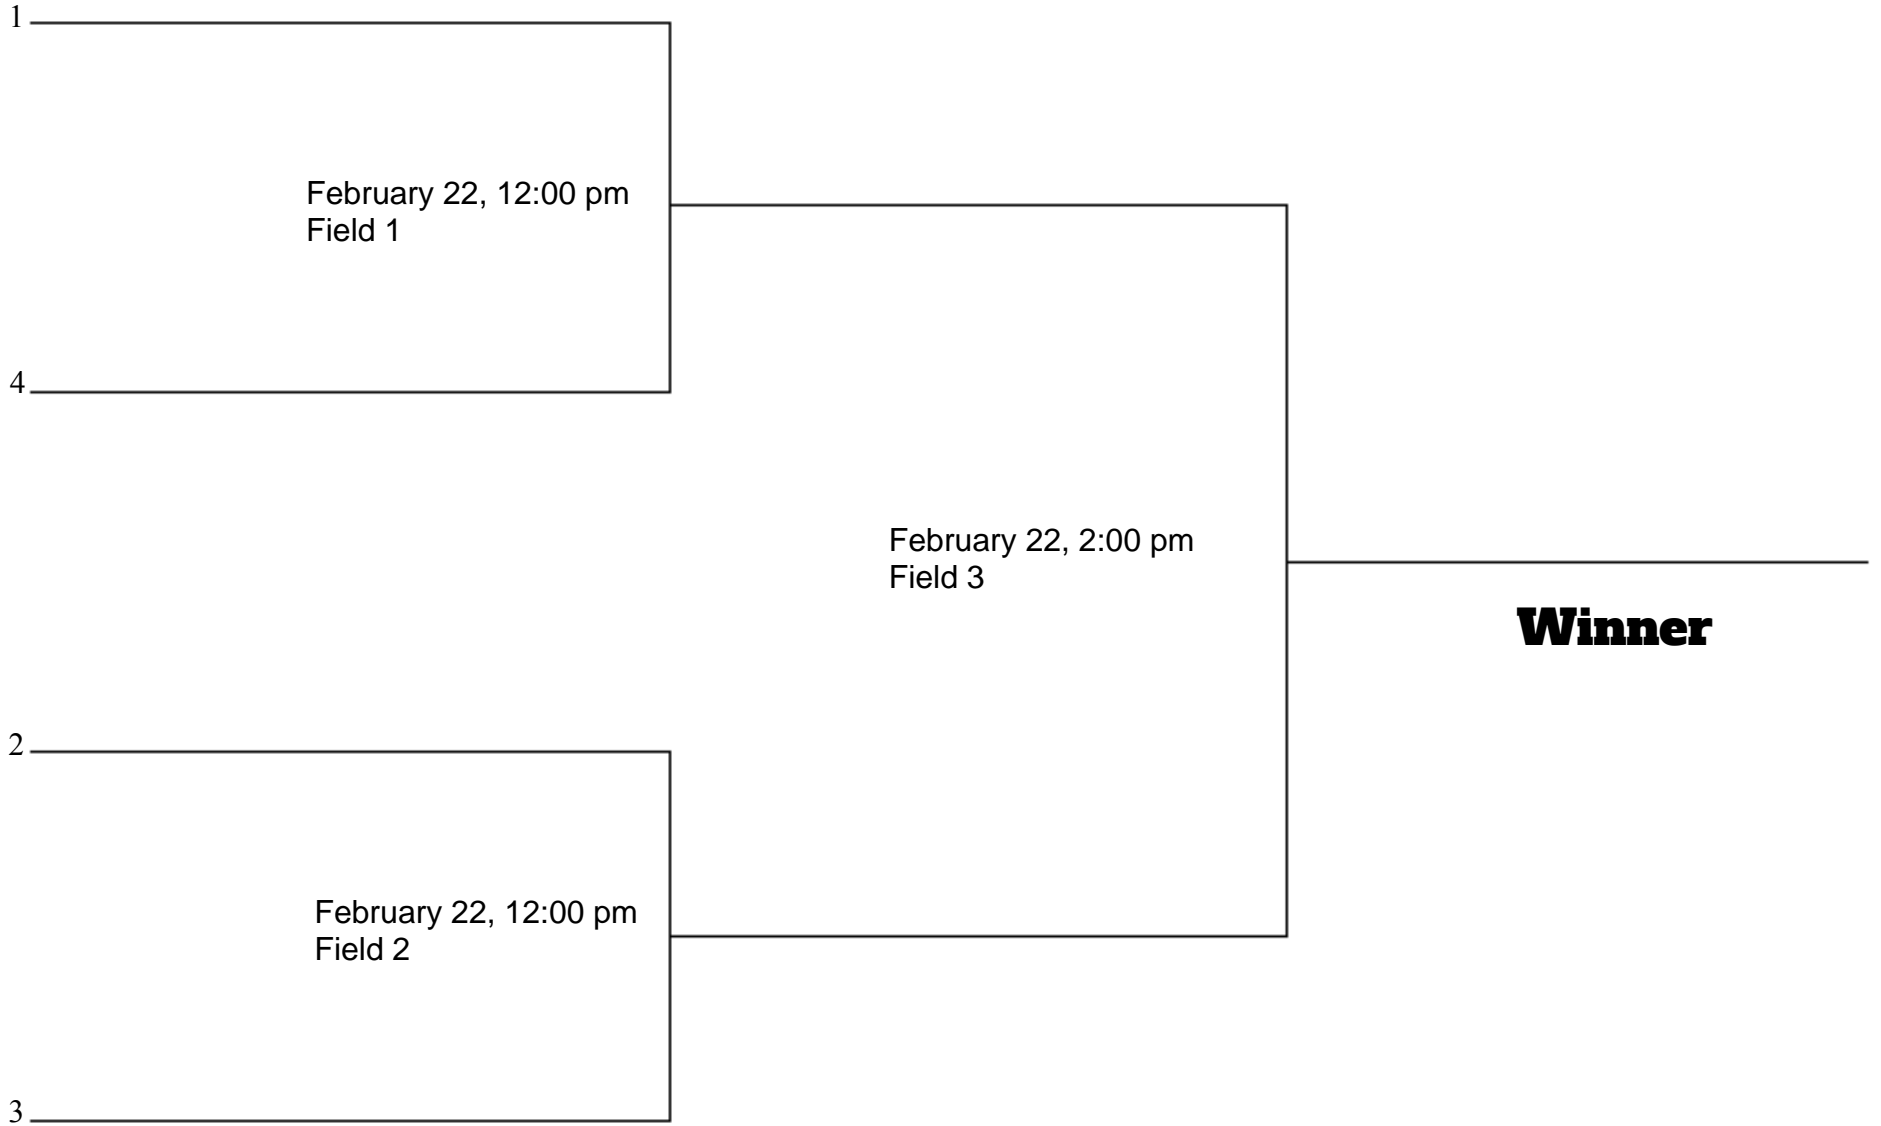 1
February 22, 12:00 pm
Field 1
4
February 22, 2:00 pm
Field 3
Winner
2
February 22, 12:00 pm
Field 2
3